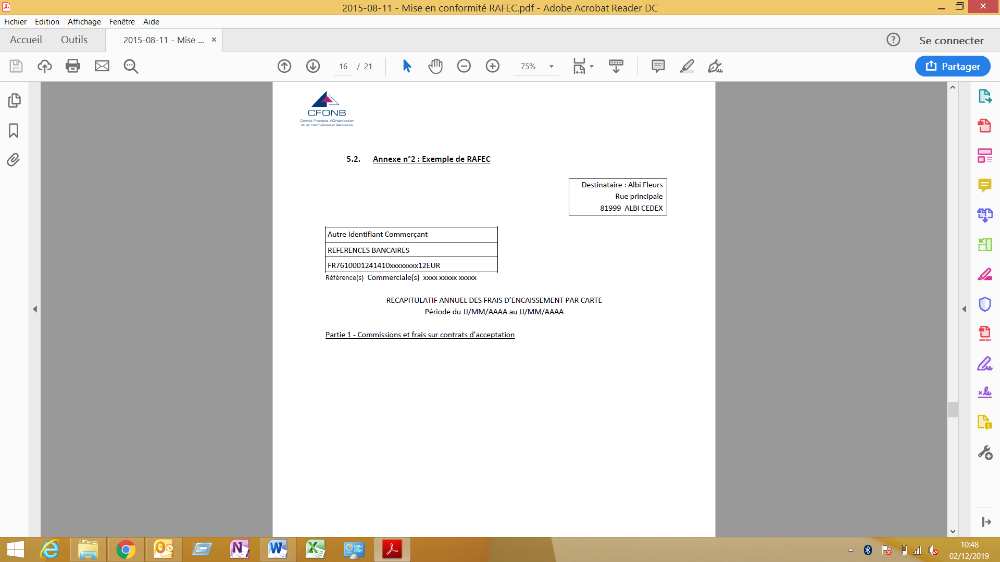 2015-08-11 - Mise en conformité RAFEC.pdf - Adobe Acrobat Reader DC
Fichier Edition Affichage Fenêtre Aide
Accueil Outils 2015-08-11 - Mise ... × ? Se connecter
16 / 21 75% Partager
CFONB
Comité Français d'Organisation
et de Normalisation Bancaires
5.2. Annexe n°2 : Exemple de RAFEC
Destinataire : Albi Fleurs
Rue principale
81999 ALBI CEDEX
Autre Identifiant Commerçant
REFERENCES BANCAIRES
FR7610001241410xxxxxxxx12EUR
Référence(s) Commerciale(s) xxxx xxxxx xxxxx
RECAPITULATIF ANNUEL DES FRAIS D’ENCAISSEMENT PAR CARTE
Période du JJ/MM/AAAA au JJ/MM/AAAA
Partie 1 - Commissions et frais sur contrats d’acceptation
10:48
02/12/2019